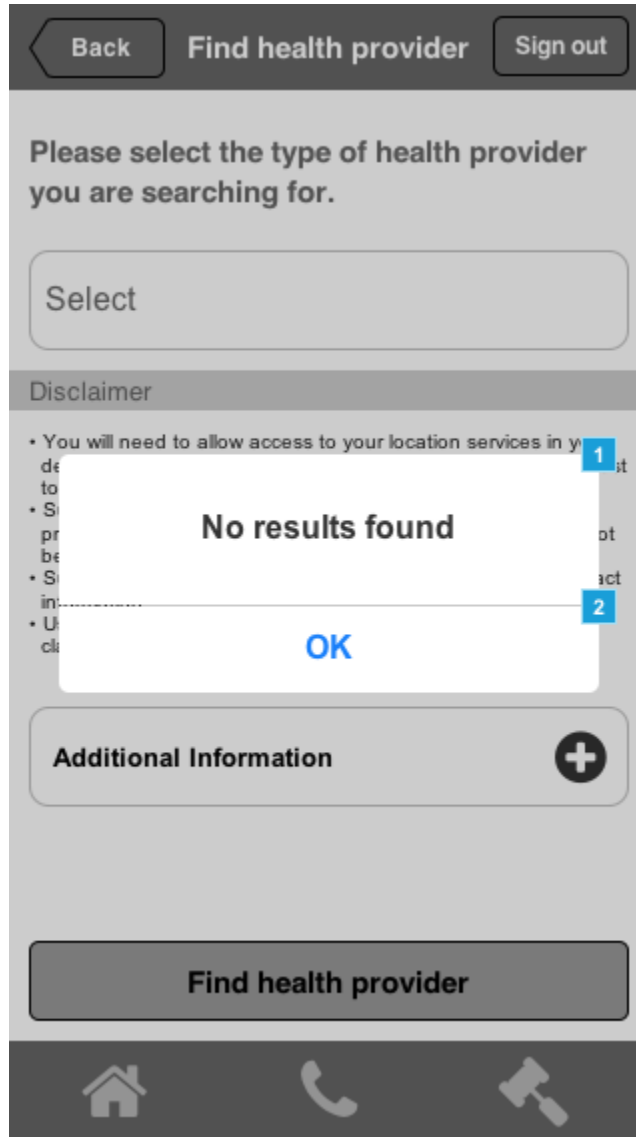 Back
Find health provider
Sign out
Please select the type of health provider
you are searching for.
Select
Disclaimer
• You will need to allow access to your location services in
1
to
No results found
2
OK
Additional Information
Find health provider